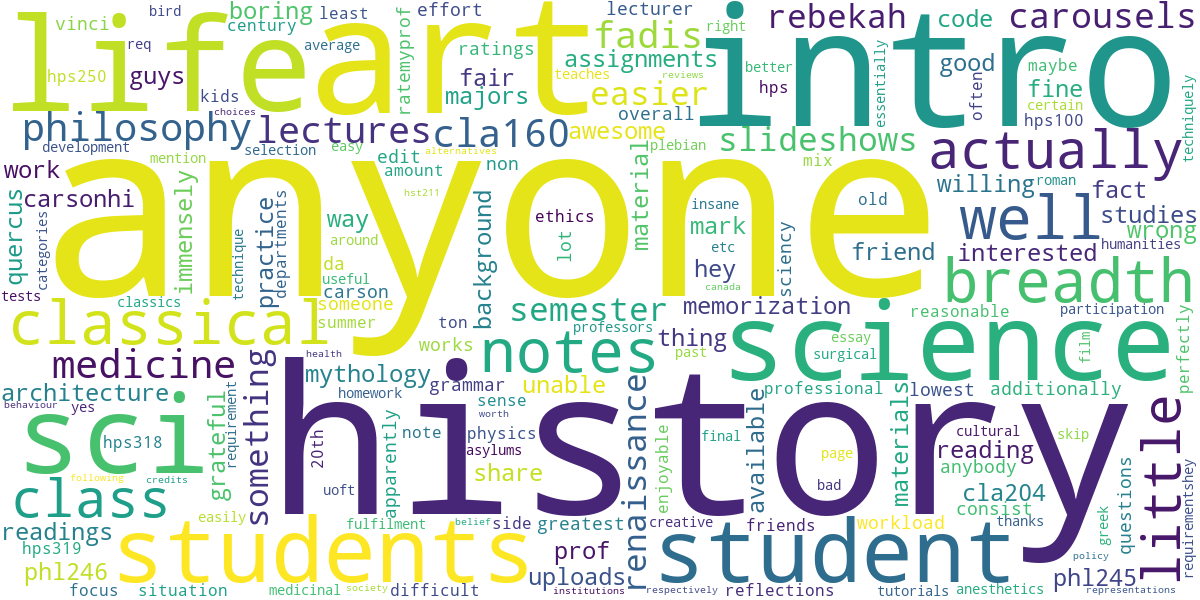 vinci
bird
boring
least
effort
lecturer
right
rebekah
code
carousels
life
art
intro
century
req
average
ratemyprof
ratings
fadis
hps250
guys
fair
teaches
assignments
reviews
better
good
essentially
maybe
often
fine
certain
techniquely
kids
majors
easier
hps
choices
overall
hps100
philosophy
lectures
cla160
awesome
slideshows
actually
development
selection
easy
alternatives
plebian
mention
edit
non
material
mix
work
amount
immensely
anyone
hst211
insane
old
willing
roman
fact
carsonhi
practice
departments
background
ethics
mark
well
studies
wrong
quercus
categories
technique
way
lot
etc
sciency
friend
interested
humanities
around
hey
da
useful
canada
breadth
tests
classics
carson
someone
semester
memorization
reasonable
participation
classical
summer
ton
professors
science
works
thing
essay
film
perfectly
medicine
something
health
notes
past
surgical
mythology
grammar
unable
professional
lowest
additionally
architecture
homework
sense
worth
behaviour
yes
sci
grateful
requirement
history
renaissance
available
materials
cultural
little
skip
hps318
20th
apparently
note
physics
final
reading
asylums
page
anybody
following
credits
uoft
share
enjoyable
bad
cla204
class
consist
questions
greek
requirementshey
easily
fulfilment
belief
side
greatest
creative
friends
workload
thanks
readings
hps319
students
prof
student
policy
phl246
uploads
phl245
focus
situation
medicinal
society
difficult
institutions
respectively
reflections
tutorials
anesthetics
representations